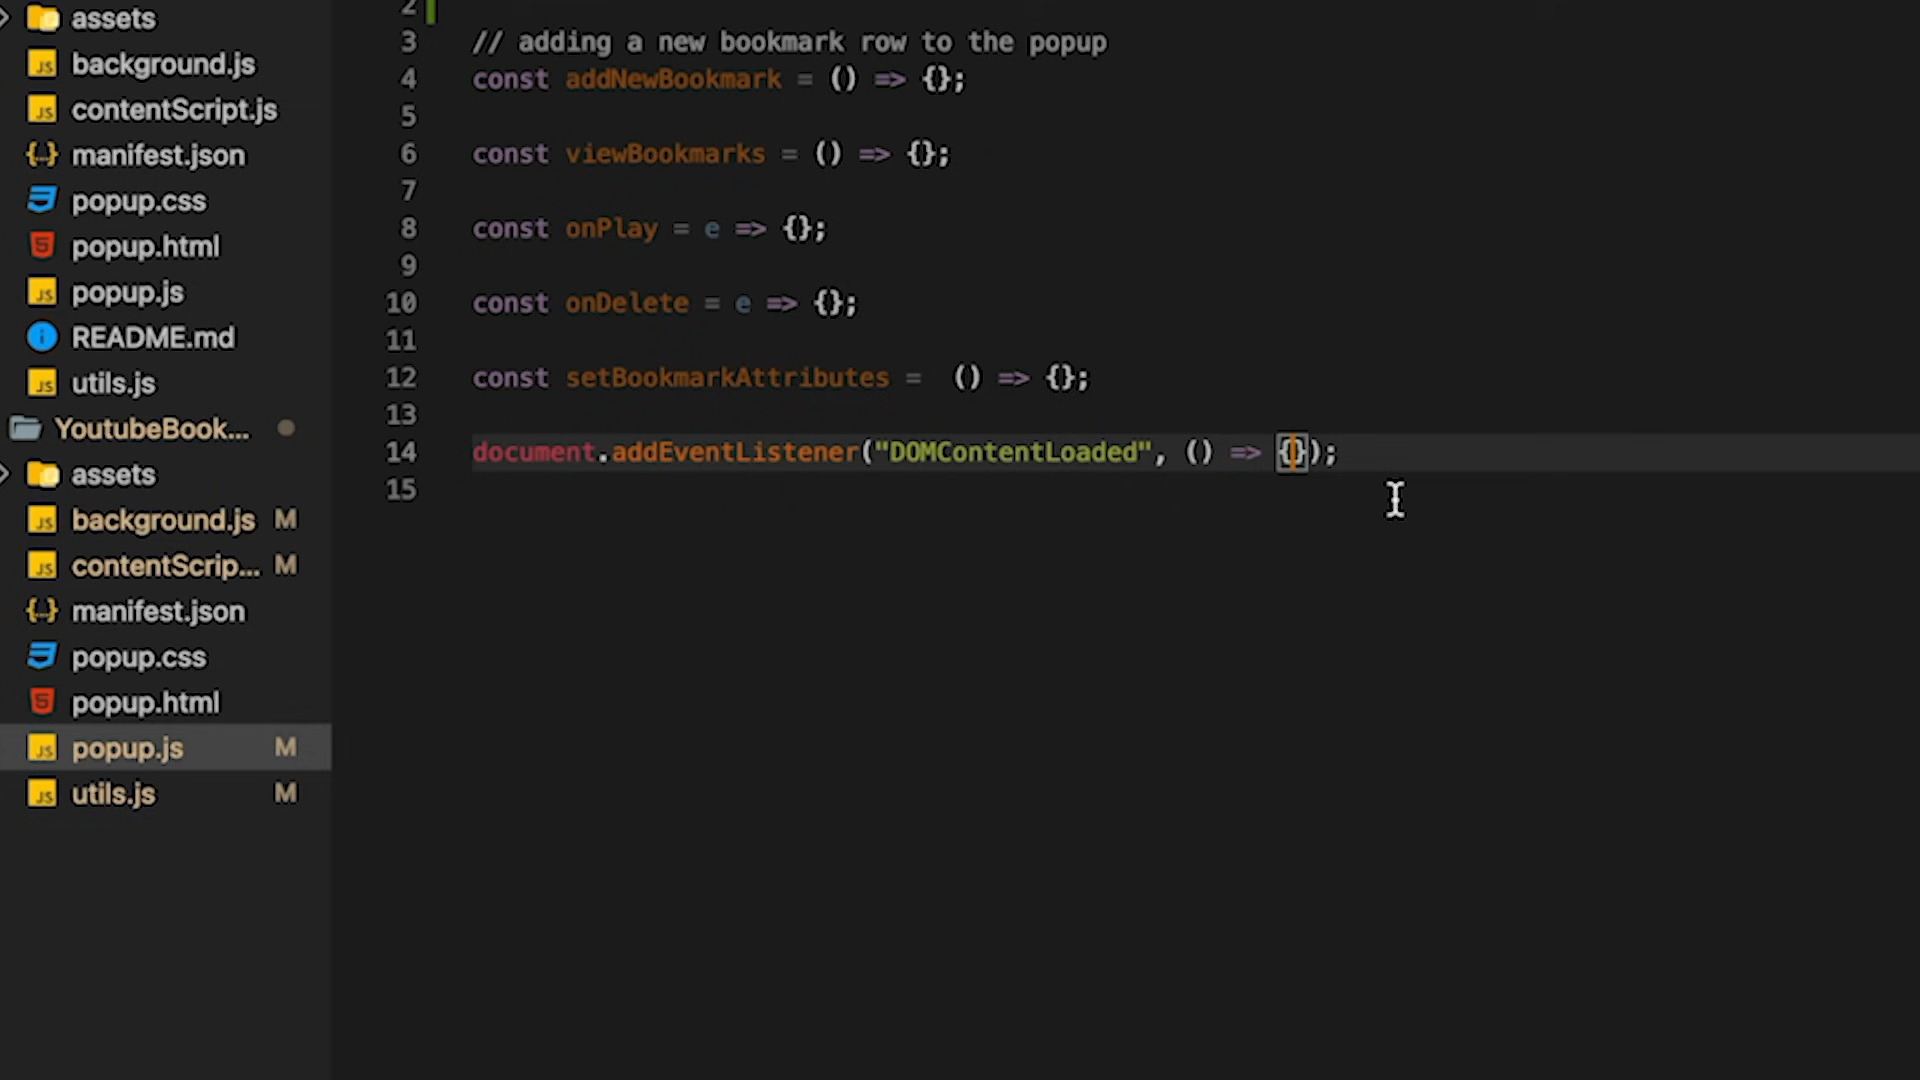 assets
background.js
contentScript.js
manifest.json
popup.css
popup.html
popup.js
README.md
utils.js
YoutubeBook...
assets
background.js M
contentScrip... M
manifest.json
popup.css
popup.html
popup.js M
utils.js M
2
3 // adding a new bookmark row to the popup
4 const addNewBookmark = () => {};
5
6 const viewBookmarks = () => {};
7
8 const onPlay = e => {};
9
10 const onDelete = e => {};
11
12 const setBookmarkAttributes =  () => {};
13
14 document.addEventListener("DOMContentLoaded", () => {});
15